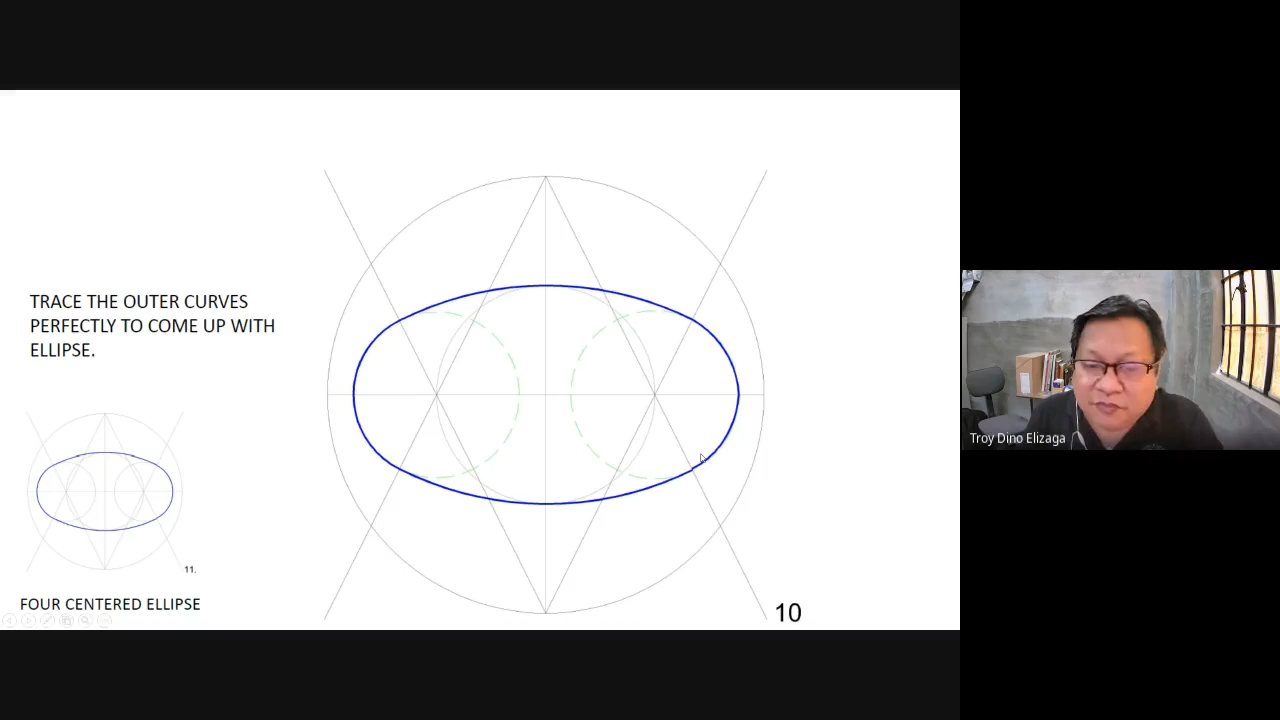 TRACE THE OUTER CURVES
PERFECTLY TO COME UP WITH
ELLIPSE.
11.
FOUR CENTERED ELLIPSE
10
Troy Dino Elizaga